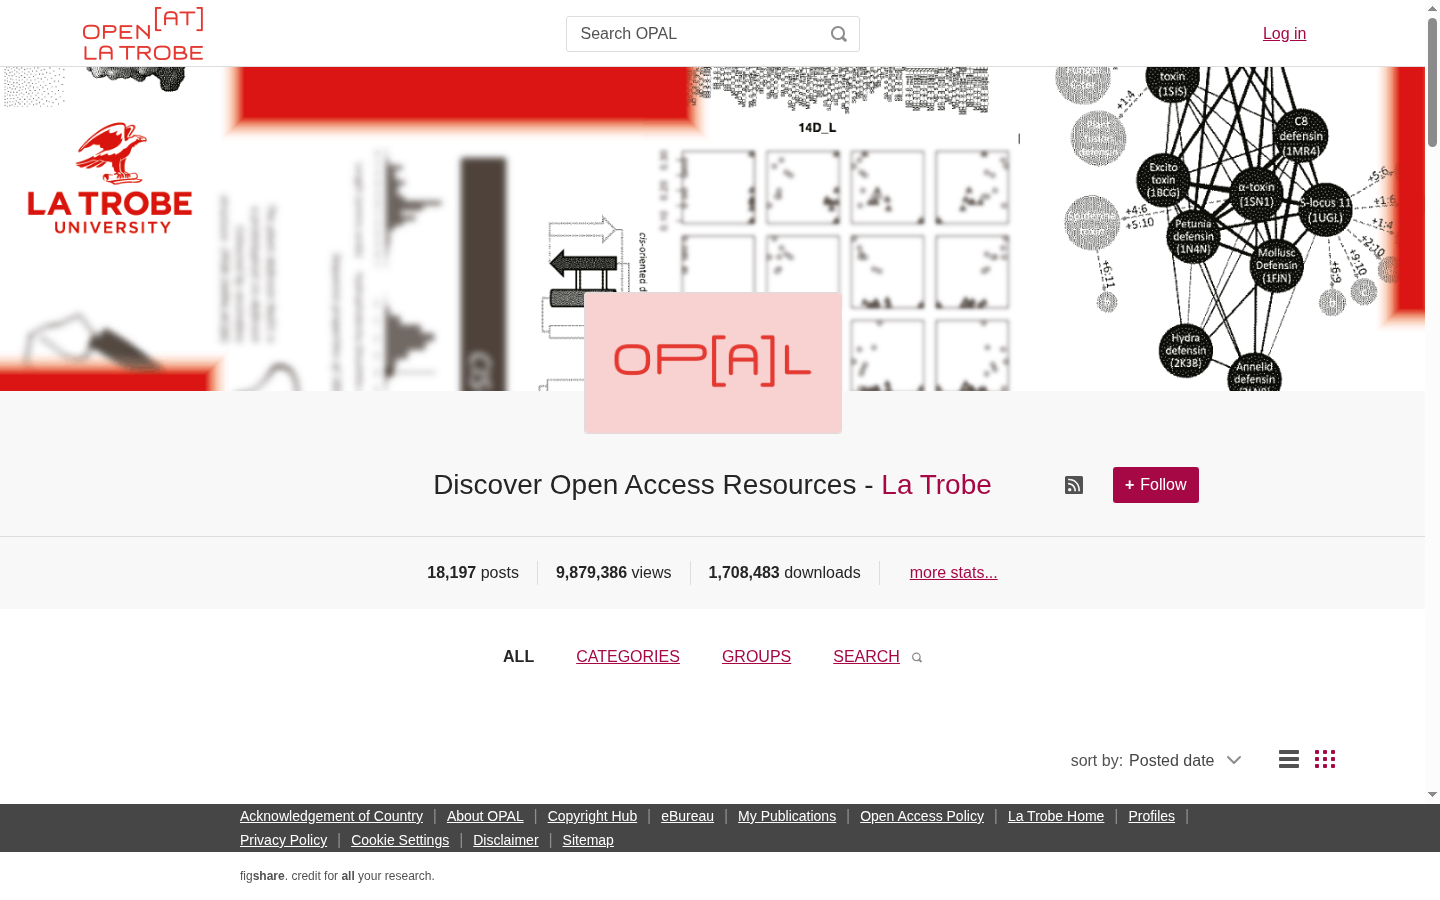 OPEN[AT]
LA TROBE
Search OPAL
Log in
toxin
(1SIS)
+1:4
14D_L
C8
defensin
(1MR4)
LA TROBE
UNIVERSITY
Excito
toxin
(1BCG)
α-toxin
(1SN1)
S-locus 11
(1UGL)
+5:6
+1:6
+4:6
+5:10
Petunia
defensin
(1N4N)
+1:4
+2:10
Mollusc
Defensin
(1FJN)
+6:11
+6:9
+9:10
cis-oriented d
Hydra
defensin
(2K38)
Annelid
defensin
OP[A]L
Discover Open Access Resources - La Trobe
+ Follow
18,197 posts
9,879,386 views
1,708,483 downloads
more stats...
ALL
CATEGORIES
GROUPS
SEARCH
sort by: Posted date
Acknowledgement of Country | About OPAL | Copyright Hub | eBureau | My Publications | Open Access Policy | La Trobe Home | Profiles |
Privacy Policy | Cookie Settings | Disclaimer | Sitemap
figshare. credit for all your research.